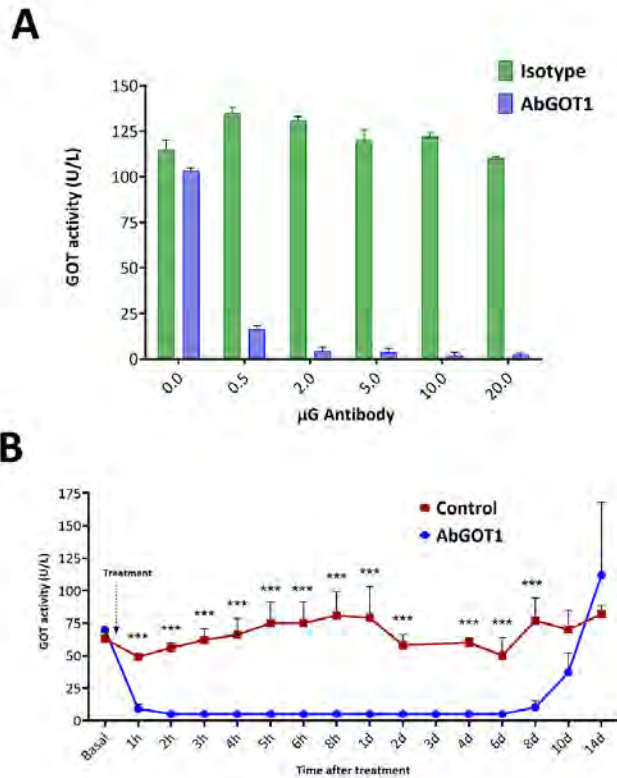 A
Isotype
AbGOT1
GOT activity (U/L)
150
125
100
75
50
25
0
0.0 0.5 2.0 5.0 10.0 20.0
µG Antibody
B
GOT activity (U/L)
175
150
125
100
75
50
25
0
Control
AbGOT1
Treatment
*** *** *** *** *** *** *** *** *** *** *** ***
Basal 1h 2h 3h 4h 5h 6h 8h 1d 2d 3d 4d 6d 8d 10d 14d
Time after treatment